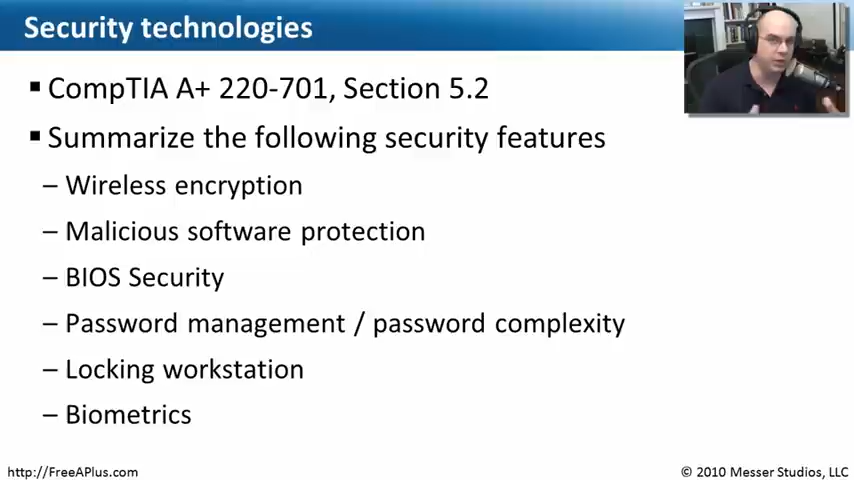 Security technologies
▪ CompTIA A+ 220-701, Section 5.2
▪ Summarize the following security features
– Wireless encryption
– Malicious software protection
– BIOS Security
– Password management / password complexity
– Locking workstation
– Biometrics
http://FreeAPlus.com
© 2010 Messer Studios, LLC